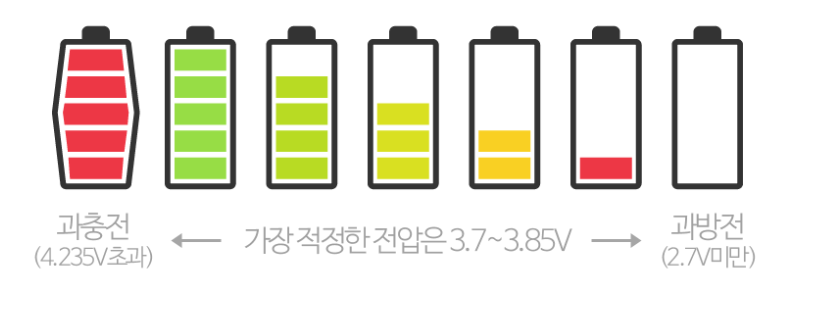 과충전
(4.235V초과)
가장 적정한 전압은 3.7~3.85V
과방전
(2.7V미만)